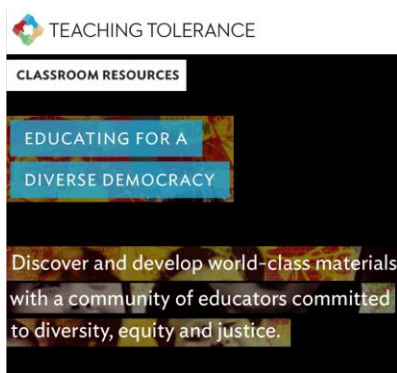 TEACHING TOLERANCE
CLASSROOM RESOURCES
EDUCATING FOR A
DIVERSE DEMOCRACY
Discover and develop world-class materials
with a community of educators committed
to diversity, equity and justice.